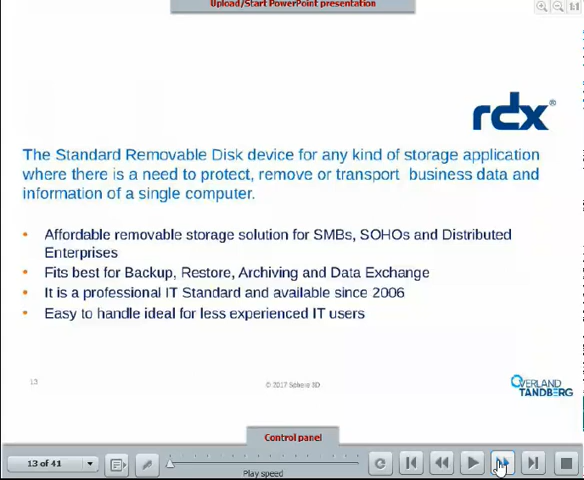 Upload/Start PowerPoint presentation
1:1
rdx®
The Standard Removable Disk device for any kind of storage application
where there is a need to protect, remove or transport business data and
information of a single computer.
• Affordable removable storage solution for SMBs, SOHOs and Distributed
Enterprises
• Fits best for Backup, Restore, Archiving and Data Exchange
• It is a professional IT Standard and available since 2006
• Easy to handle ideal for less experienced IT users
13
© 2017 Sphere 3D
OVERLAND
TANDBERG
Control panel
13 of 41
Play speed